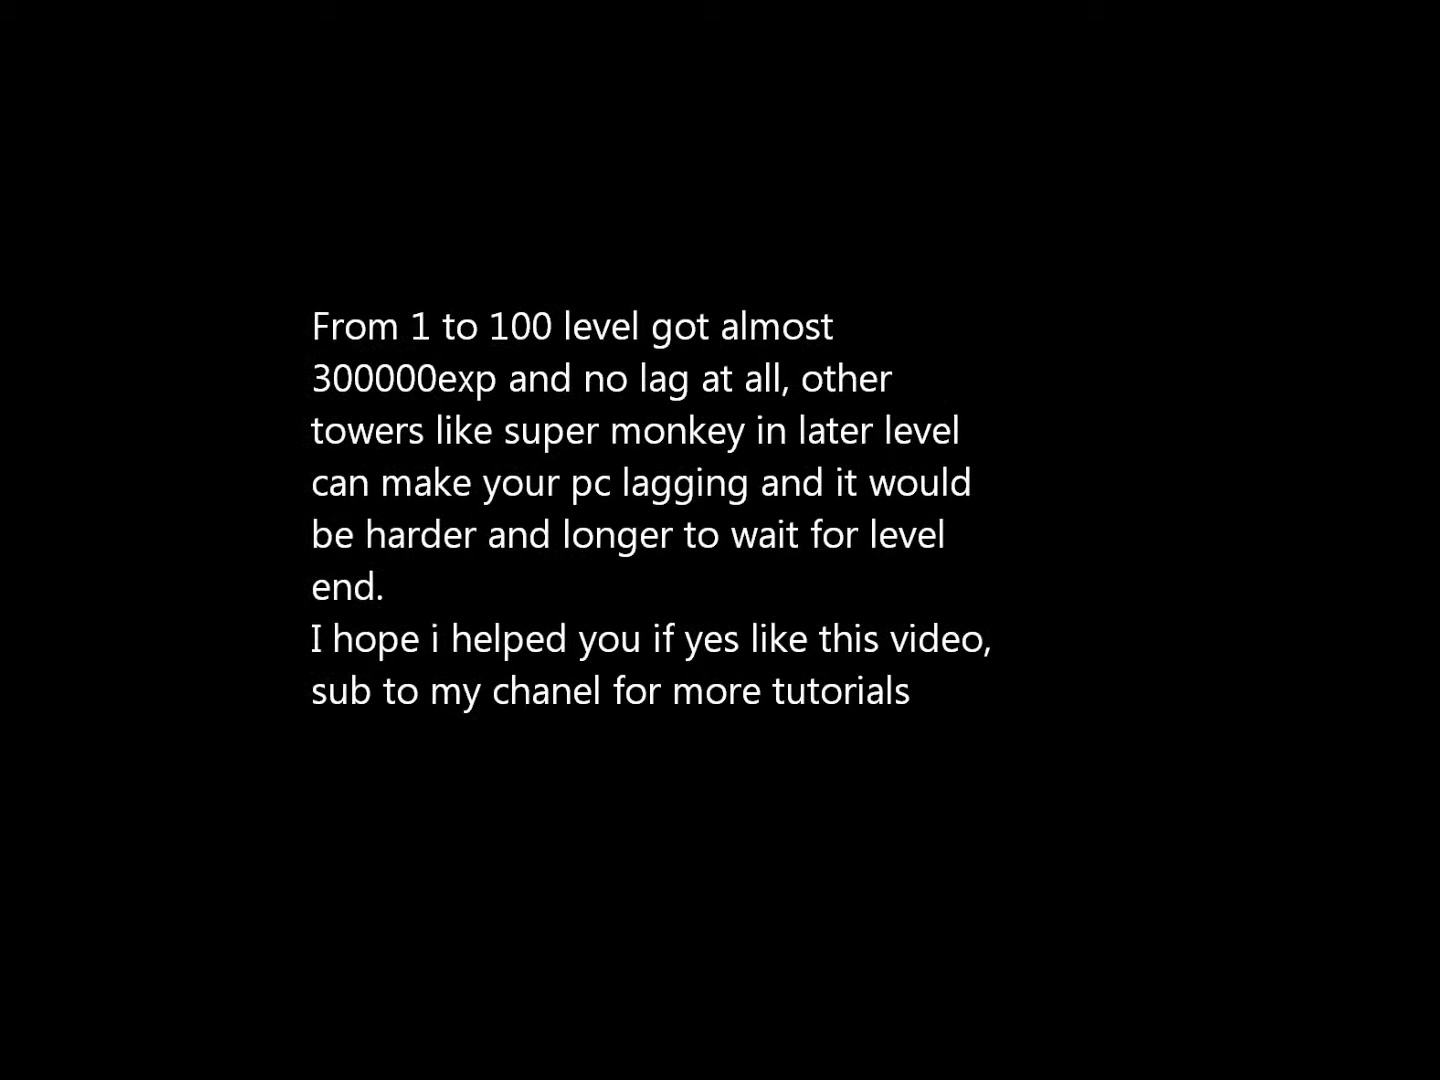 From 1 to 100 level got almost
300000exp and no lag at all, other
towers like super monkey in later level
can make your pc lagging and it would
be harder and longer to wait for level
end.
I hope i helped you if yes like this video,
sub to my chanel for more tutorials